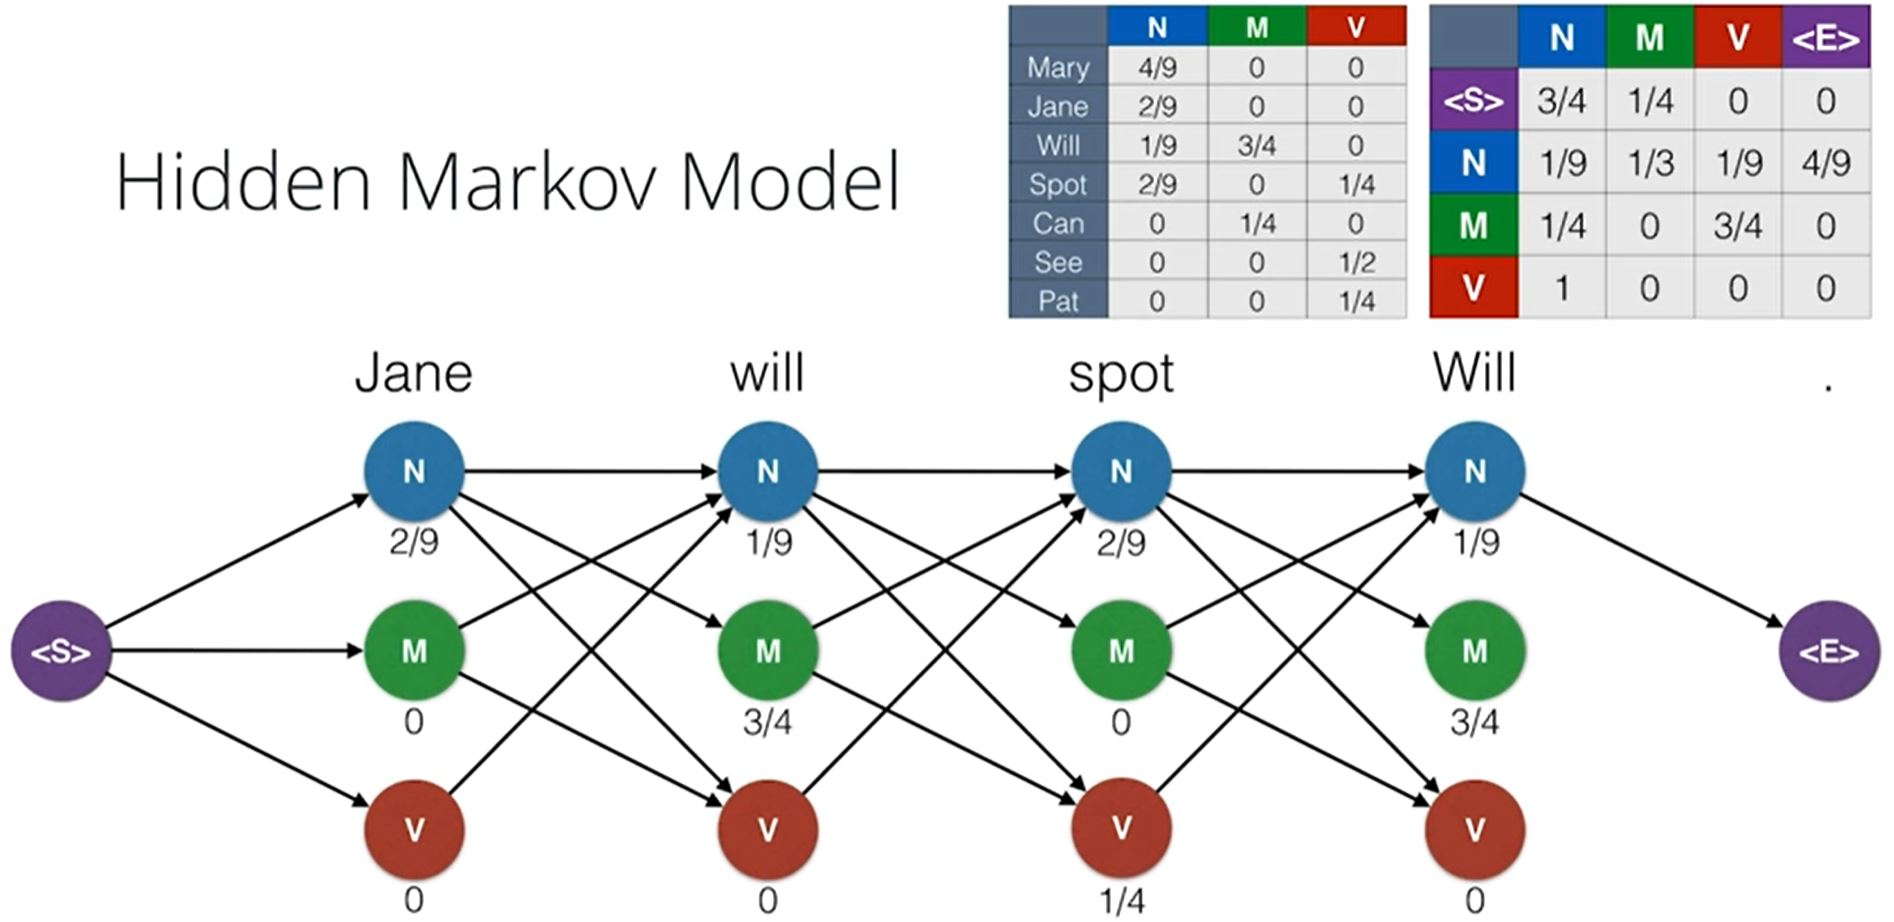 Hidden Markov Model
N M V
Mary 4/9 0 0
Jane 2/9 0 0
Will 1/9 3/4 0
Spot 2/9 0 1/4
Can 0 1/4 0
See 0 0 1/2
Pat 0 0 1/4
N M V <E>
<S> 3/4 1/4 0 0
N 1/9 1/3 1/9 4/9
M 1/4 0 3/4 0
V 1 0 0 0
Jane will spot Will .
N N N N
2/9 1/9 2/9 1/9
<S> M M M M <E>
0 3/4 0 3/4
V V V V
0 0 1/4 0